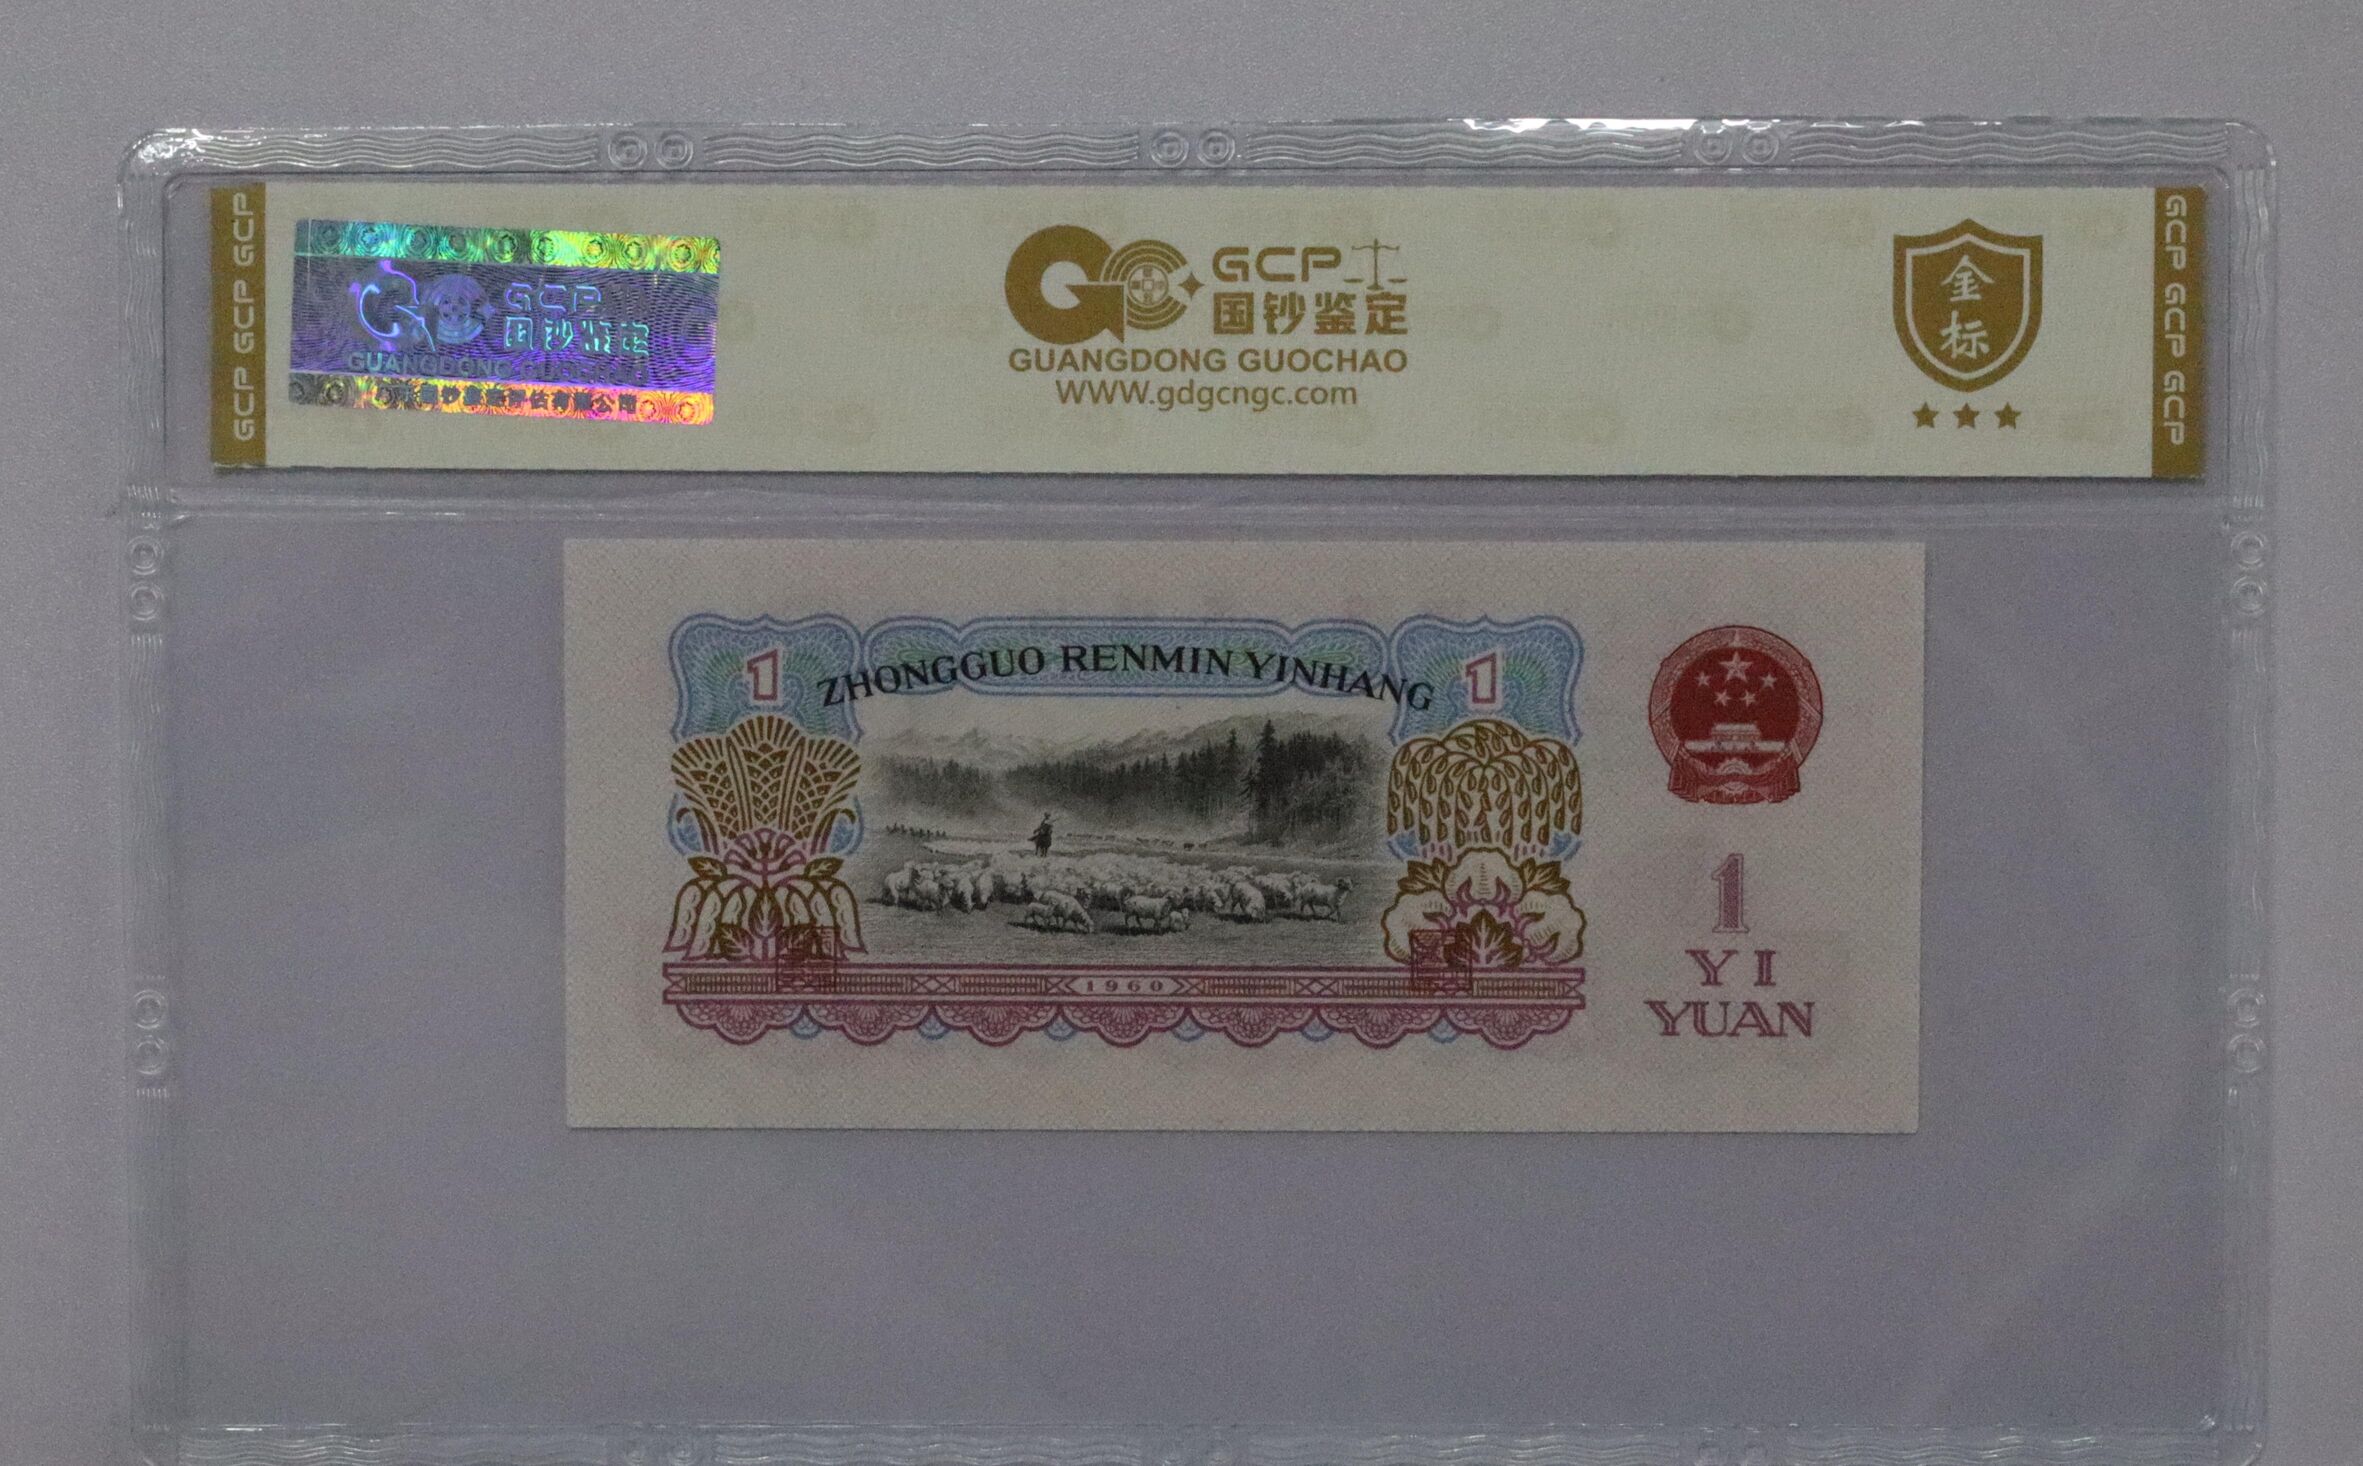 GCP GCP GCP
GCP
国钞鉴定
GUANGDONG GUOCHAO
GCP
国钞鉴定
GUANGDONG GUOCHAO
WWW.gdgcngc.com
金标
GCP GCP GCP
ZHONGGUO RENMIN YINHANG
1
1
1960
1
YI
YUAN